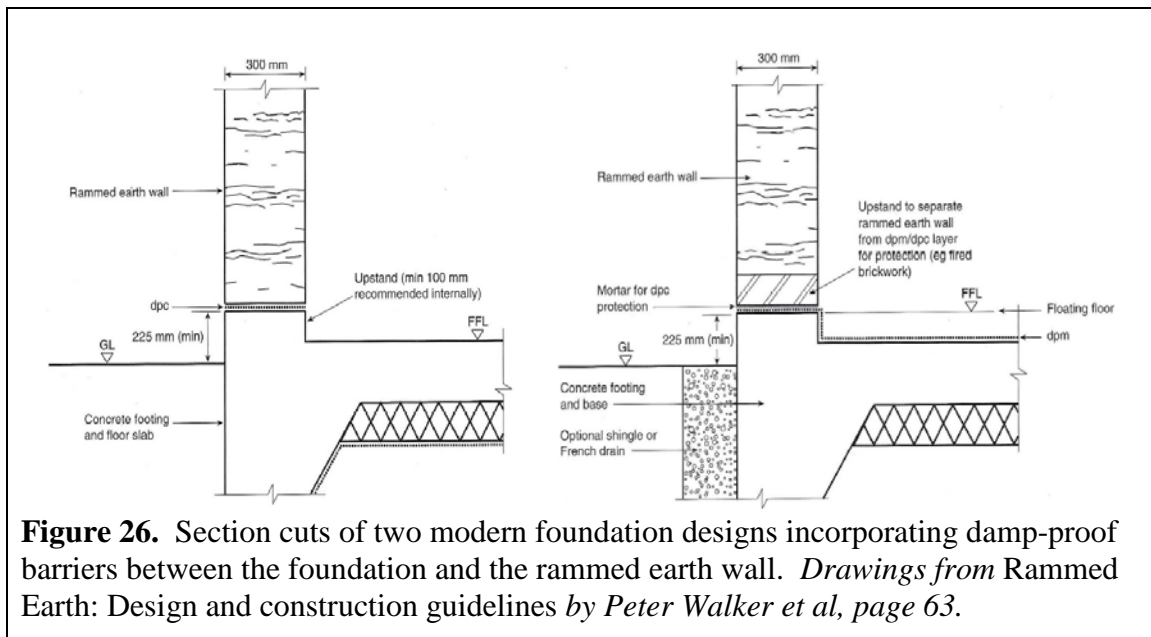 300 mm
Rammed earth wall
Upstand (min 100 mm
recommended internally)
dpc
FFL
225 mm (min)
GL
Concrete footing
and floor slab
300 mm
Rammed earth wall
Upstand to separate
rammed earth wall
from dpm/dpc layer
for protection (eg fired
brickwork)
Mortar for dpc
protection
FFL
Floating floor
225 mm (min)
dpm
GL
Concrete footing
and base
Optional shingle or
French drain
Figure 26. Section cuts of two modern foundation designs incorporating damp-proof
barriers between the foundation and the rammed earth wall. Drawings from Rammed
Earth: Design and construction guidelines by Peter Walker et al, page 63.